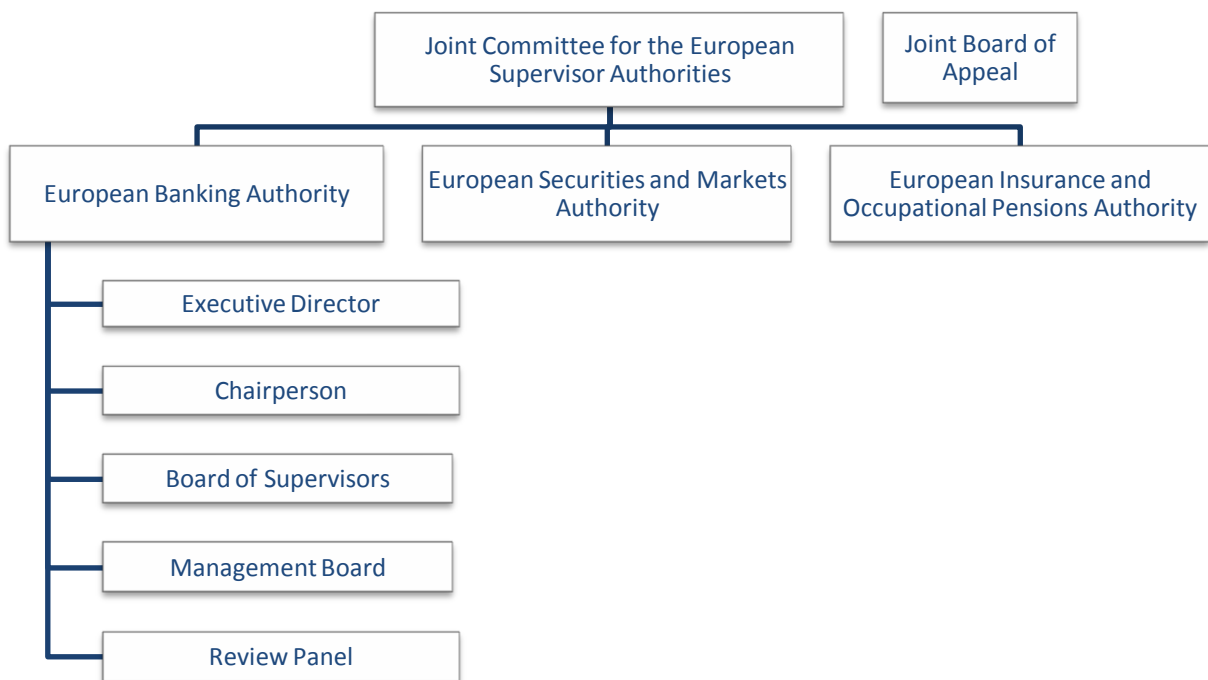 Joint Committee for the European
Supervisor Authorities
Joint Board of
Appeal
European Banking Authority
European Securities and Markets
Authority
European Insurance and
Occupational Pensions Authority
Executive Director
Chairperson
Board of Supervisors
Management Board
Review Panel